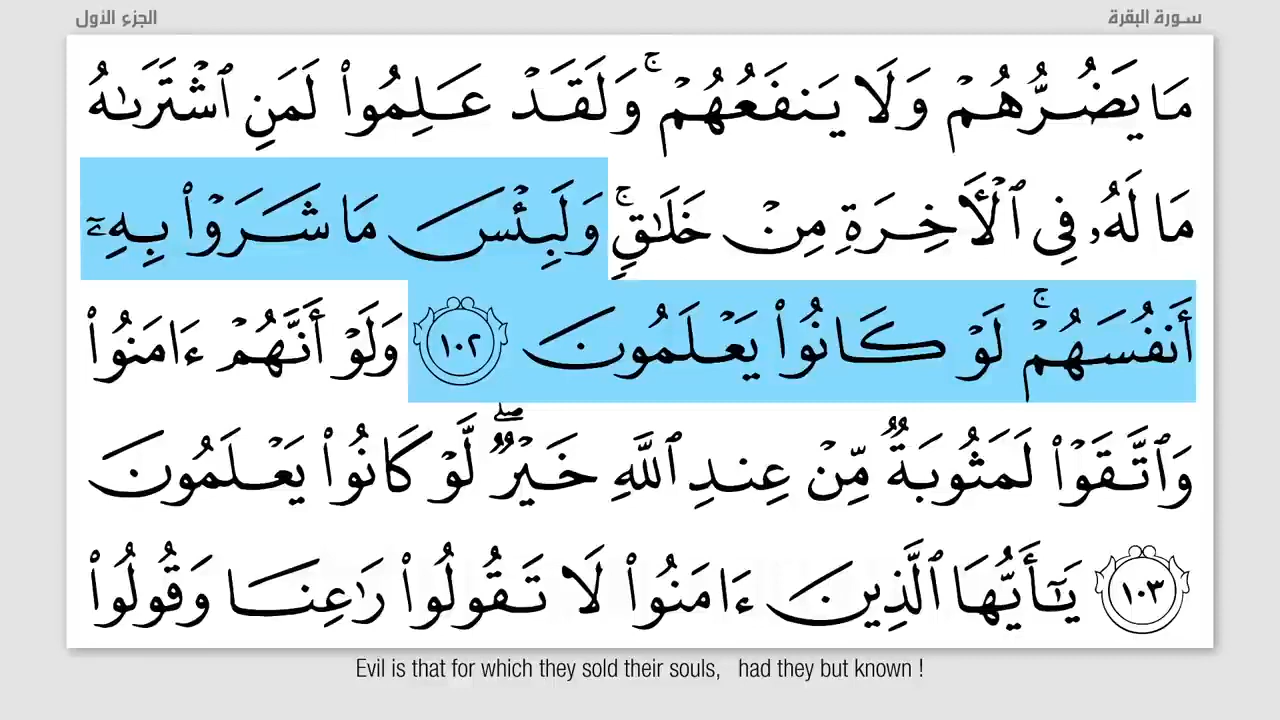 سورة البقرة الجزء الأول
مَا يَضُرُّهُمْ وَلَا يَنفَعُهُمْ ۚ وَلَقَدْ عَلِمُوا۟ لَمَنِ ٱشْتَرَىٰهُ
مَا لَهُۥ فِى ٱلْـَٔاخِرَةِ مِنْ خَلَـٰقٍ ۚ وَلَبِئْسَ مَا شَرَوْا۟ بِهِۦٓ
أَنفُسَهُمْ ۚ لَوْ كَانُوا۟ يَعْلَمُونَ ١٠٢ وَلَوْ أَنَّهُمْ ءَامَنُوا۟
وَٱتَّقَوْا۟ لَمَثُوبَةٌ مِّنْ عِندِ ٱللَّهِ خَيْرٌ ۖ لَّوْ كَانُوا۟ يَعْلَمُونَ
١٠٣ يَـٰٓأَيُّهَا ٱلَّذِينَ ءَامَنُوا۟ لَا تَقُولُوا۟ رَٰعِنَا وَقُولُوا۟
Evil is that for which they sold their souls, had they but known !